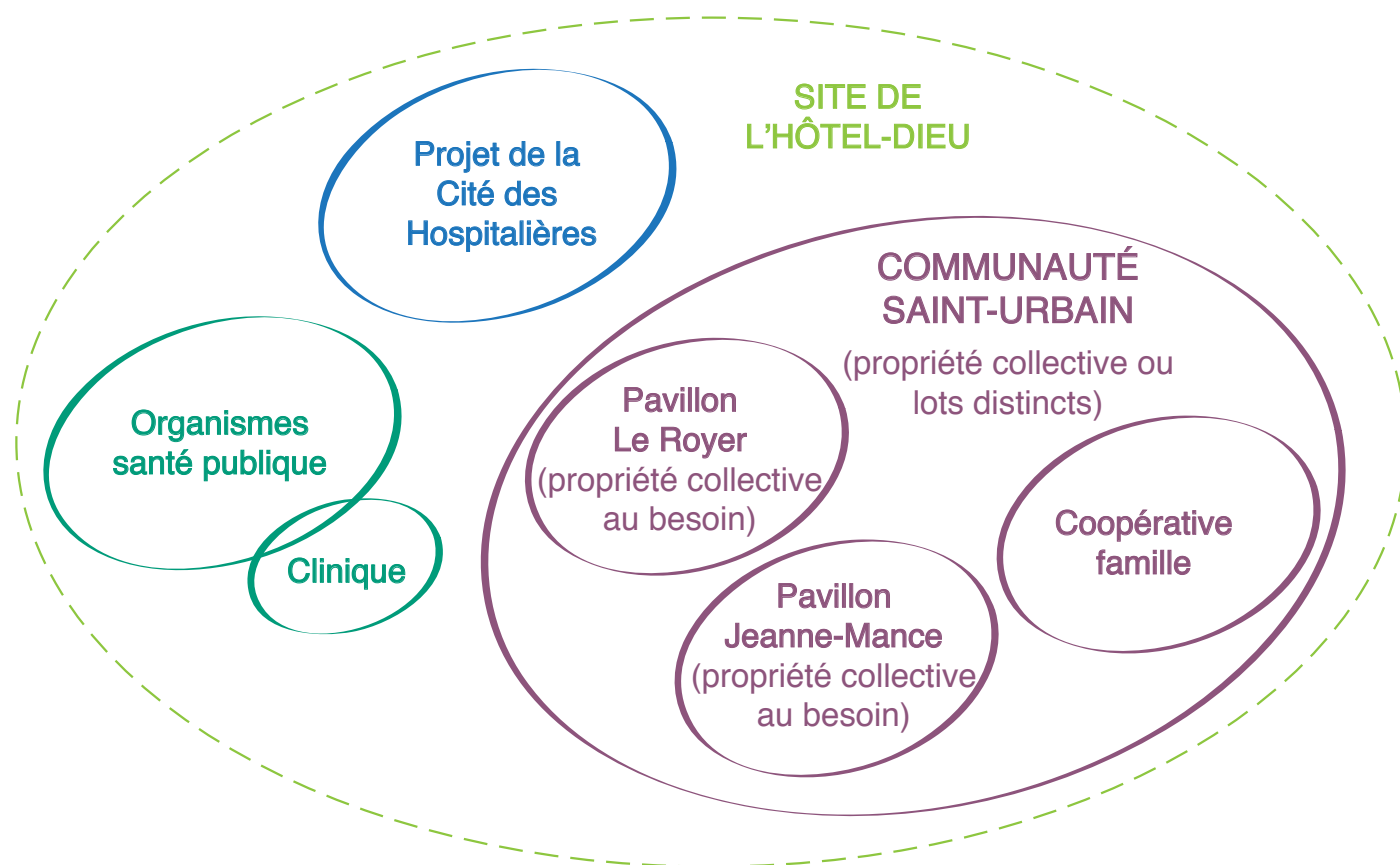 SITE DE
L'HÔTEL-DIEU
Projet de la
Cité des
Hospitalières
COMMUNAUTÉ
SAINT-URBAIN
(propriété collective ou
lots distincts)
Organismes
santé publique
Clinique
Pavillon
Le Royer
(propriété collective
au besoin)
Pavillon
Jeanne-Mance
(propriété collective
au besoin)
Coopérative
famille